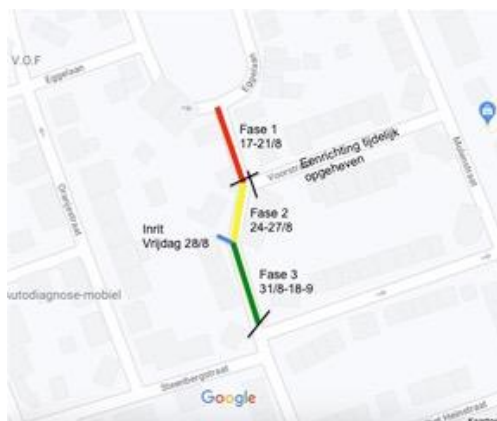 V.O.F
Eggelaan
Eggelaan
Fase 1
17-21/8
Eenrichting tijdelijk
opgeheven
Molenstraat
Oranjestraat
Fase 2
24-27/8
Inrit
Vrijdag 28/8
Fase 3
31/8-18-9
Autodiagnose-mobiel
Steenbergstraat
Google